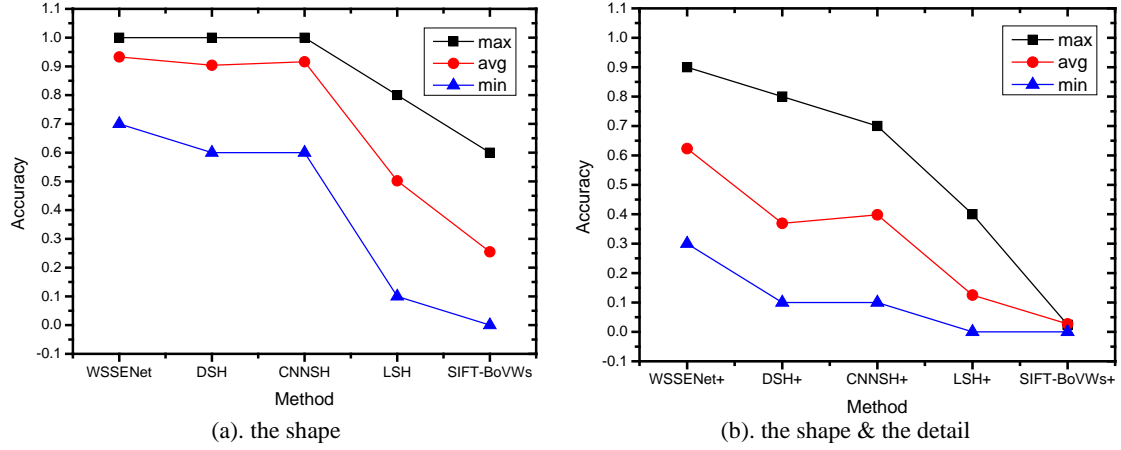 1.1
1.0
0.9
0.8
0.7
0.6
0.5
0.4
0.3
0.2
0.1
0.0
-0.1
Accuracy
max
avg
min
WSSENet DSH CNNSH LSH SIFT-BoVWs
Method
(a). the shape
1.1
1.0
0.9
0.8
0.7
0.6
0.5
0.4
0.3
0.2
0.1
0.0
-0.1
Accuracy
max
avg
min
WSSENet+ DSH+ CNNSH+ LSH+ SIFT-BoVWs+
Method
(b). the shape & the detail